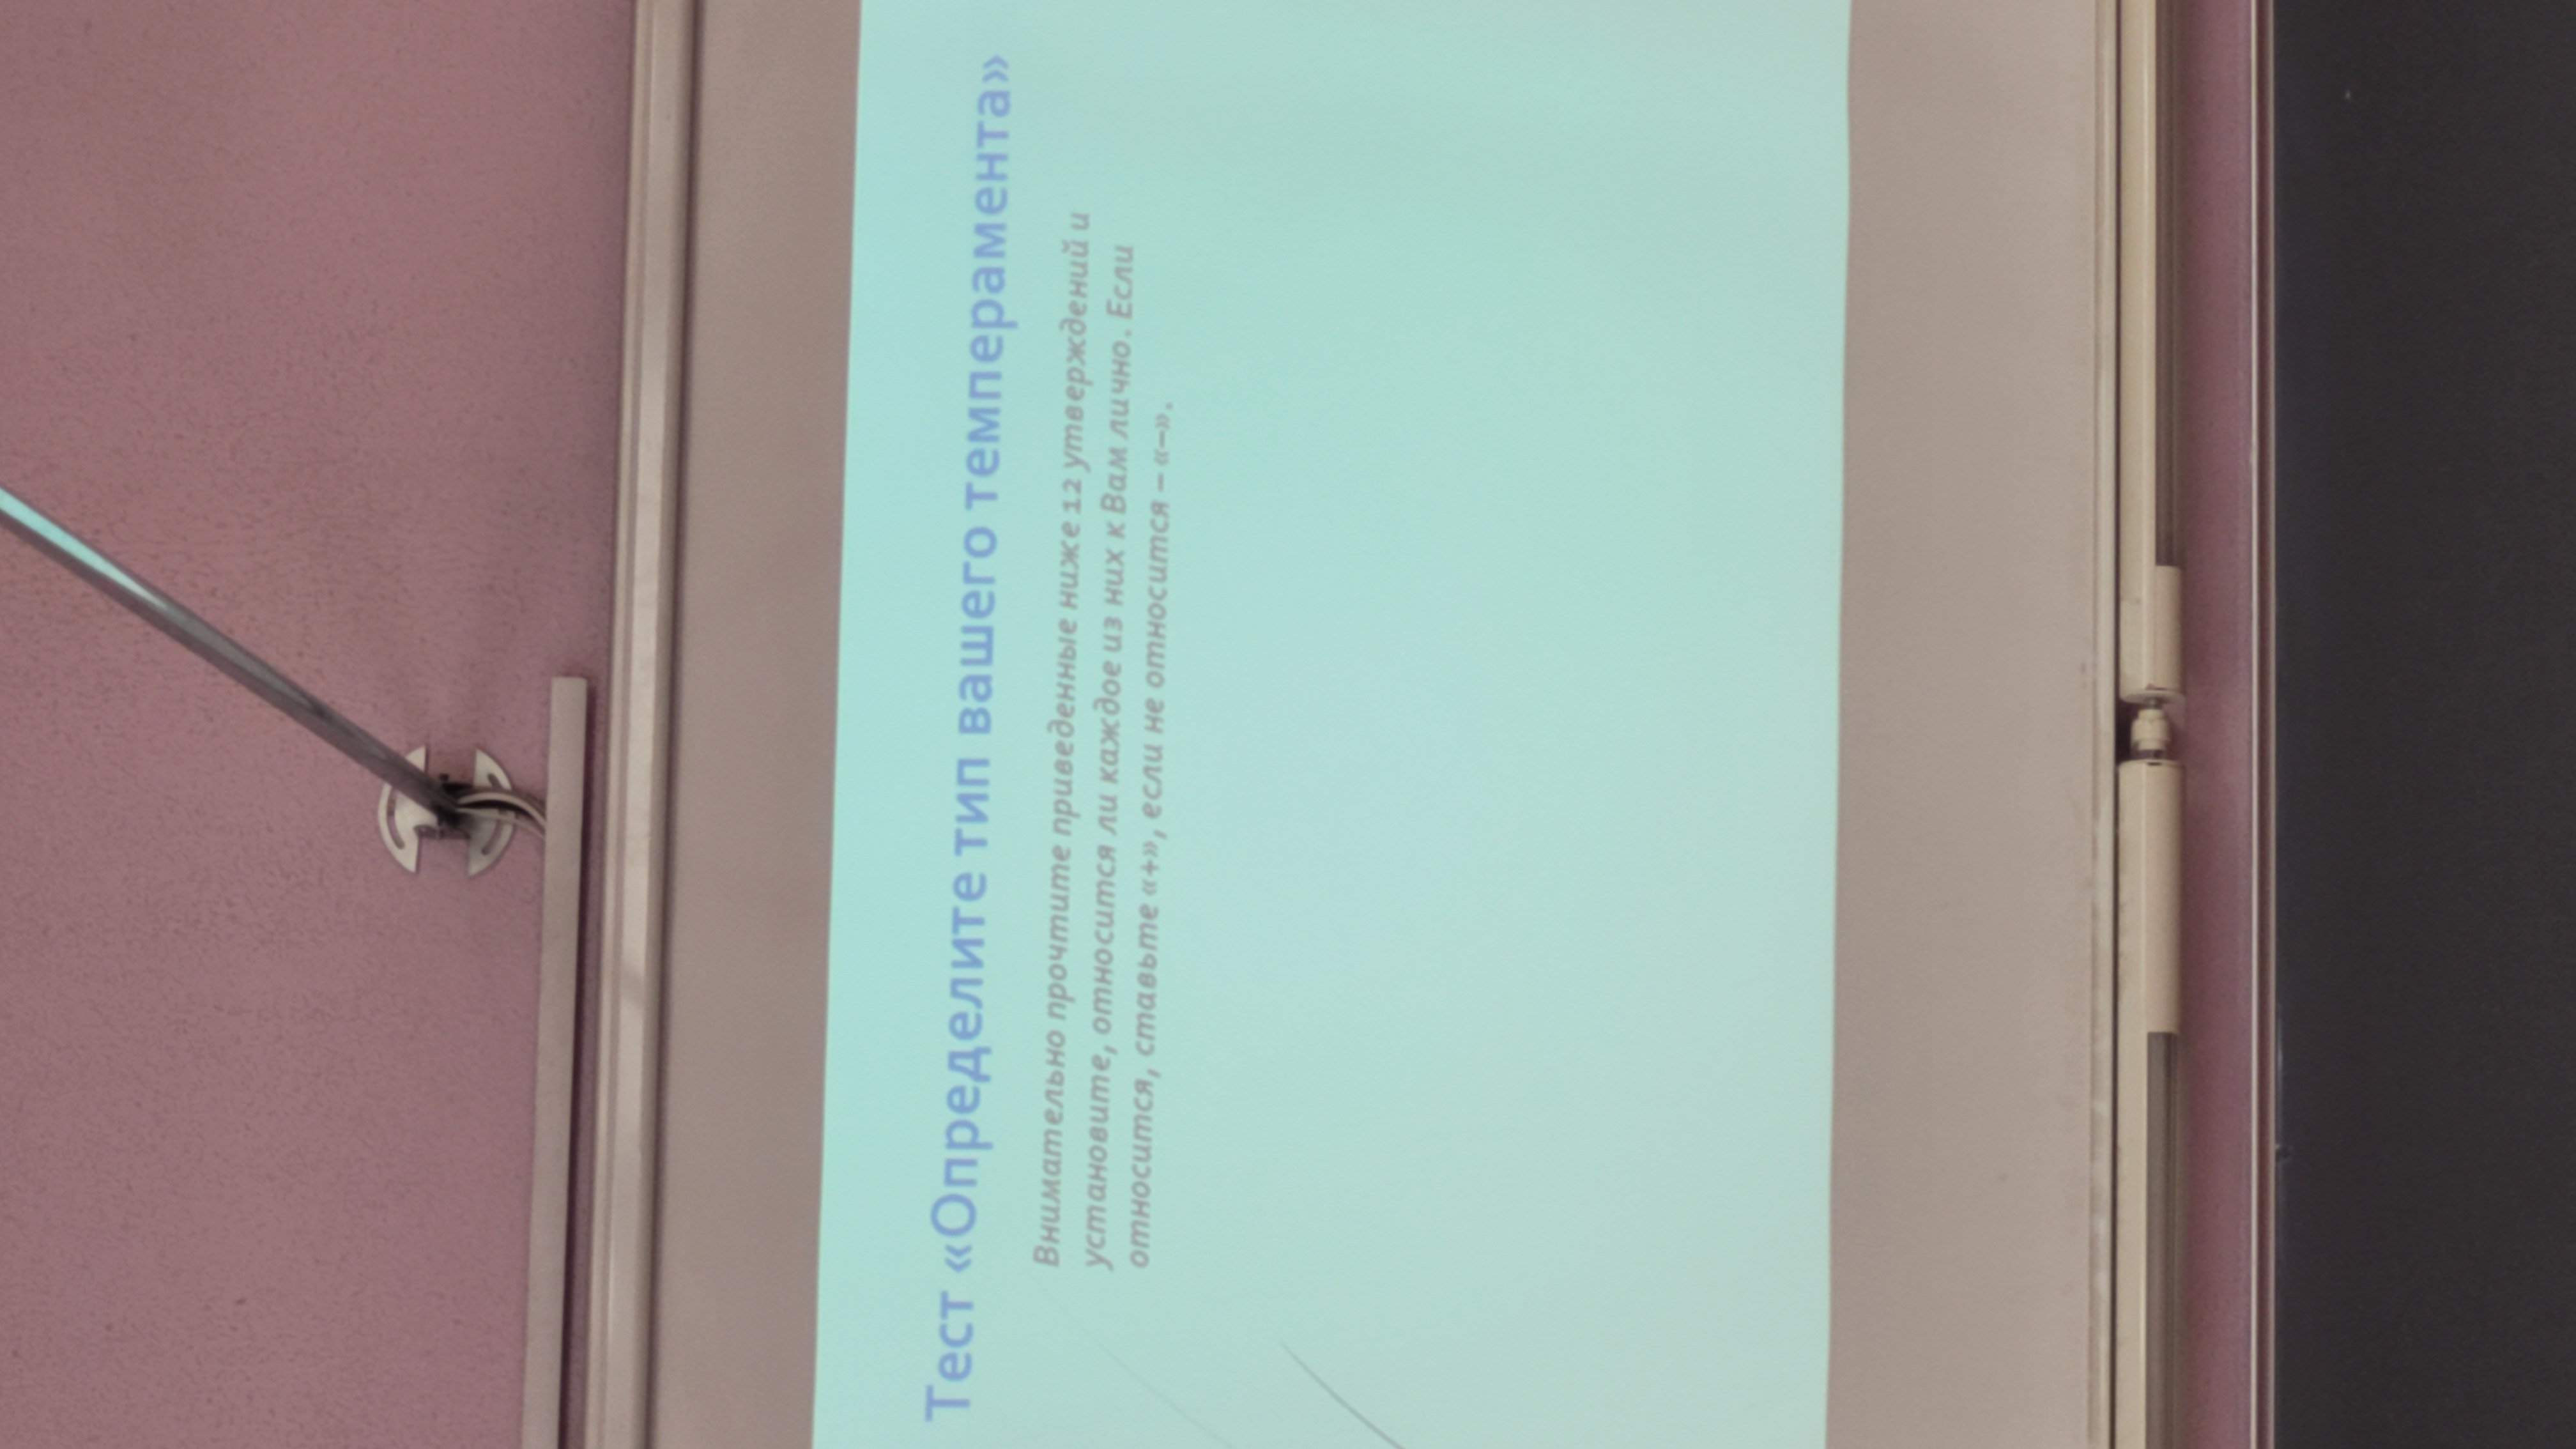 Тест «Определите тип вашего темперамента»
Внимательно прочтите приведенные ниже 12 утверждений и
установите, относится ли каждое из них к Вам лично. Если
относится, ставьте «+», если не относится – «–».